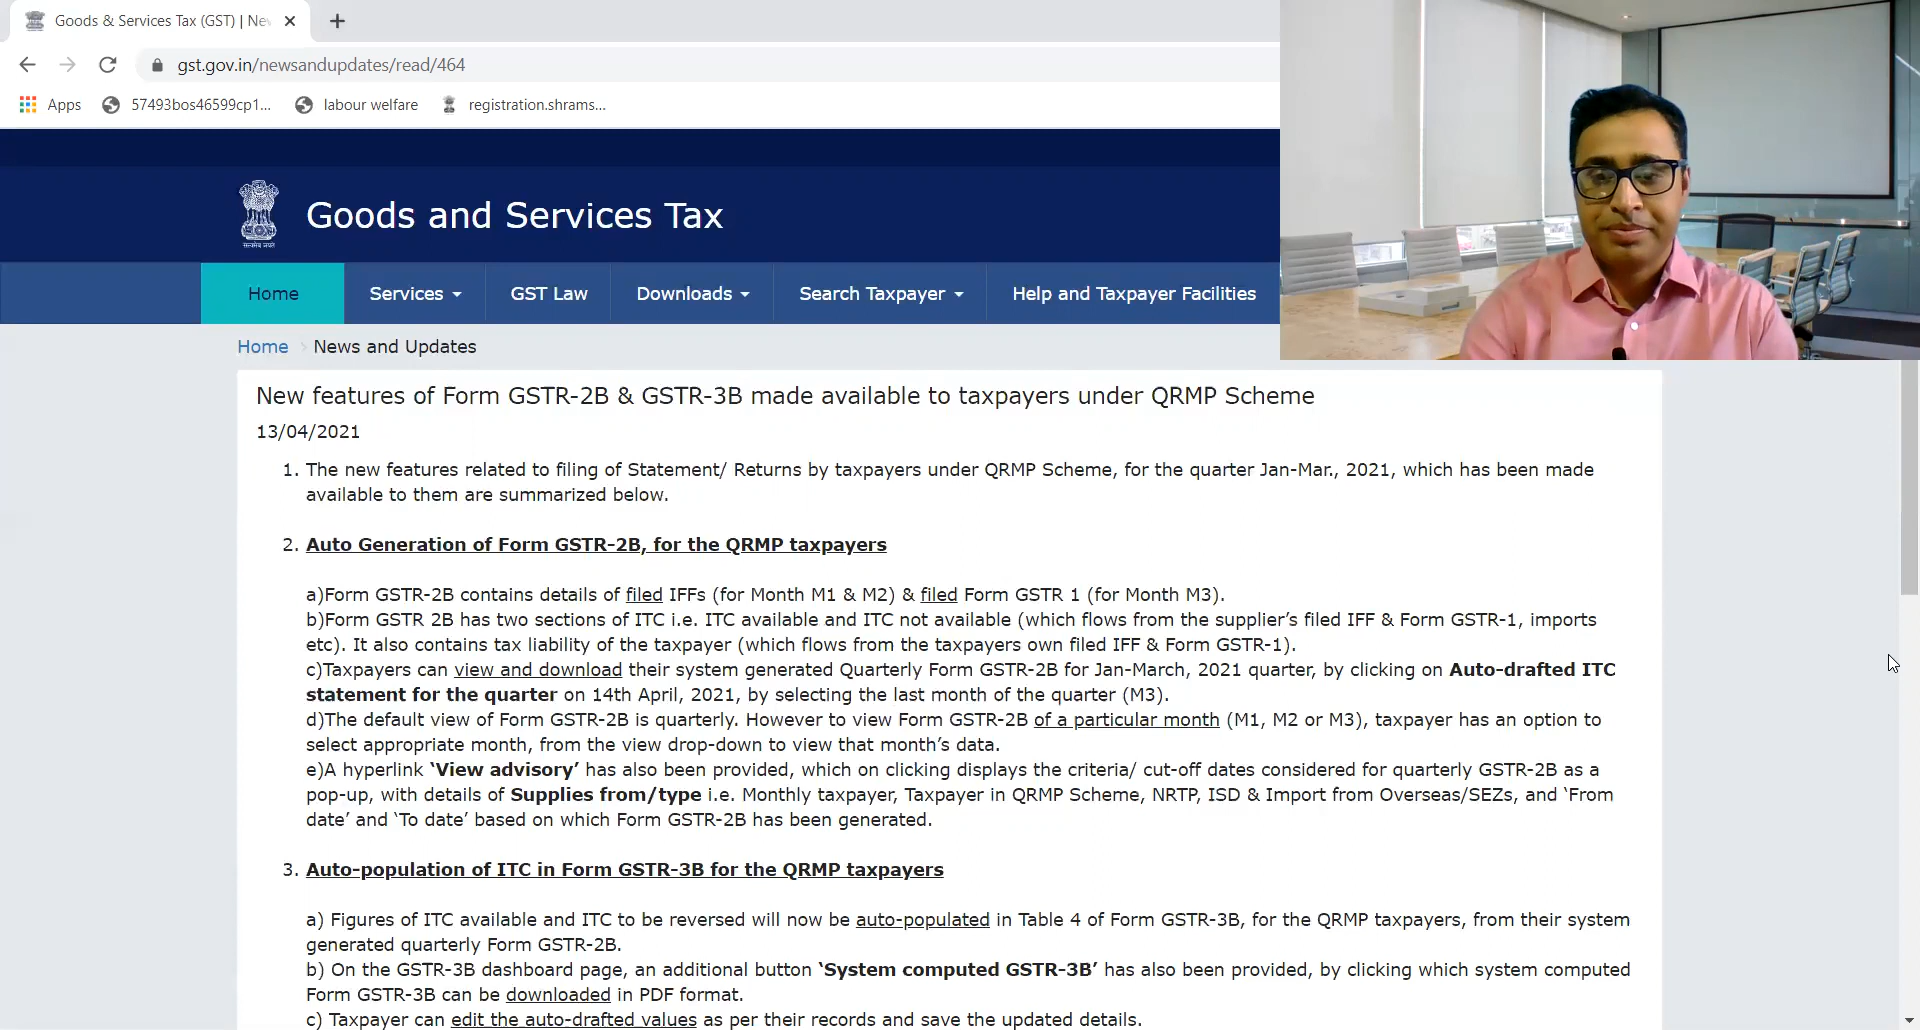 Goods & Services Tax (GST) | Nev
gst.gov.in/newsandupdates/read/464
Apps 57493bos46599cp1... labour welfare registration.shrams...
सत्यमेव जयते
Goods and Services Tax
Home Services GST Law Downloads Search Taxpayer Help and Taxpayer Facilities
Home News and Updates
New features of Form GSTR-2B & GSTR-3B made available to taxpayers under QRMP Scheme
13/04/2021
1. The new features related to filing of Statement/ Returns by taxpayers under QRMP Scheme, for the quarter Jan-Mar., 2021, which has been made
available to them are summarized below.
2. Auto Generation of Form GSTR-2B, for the QRMP taxpayers
a)Form GSTR-2B contains details of filed IFFs (for Month M1 & M2) & filed Form GSTR 1 (for Month M3).
b)Form GSTR 2B has two sections of ITC i.e. ITC available and ITC not available (which flows from the supplier’s filed IFF & Form GSTR-1, imports
etc). It also contains tax liability of the taxpayer (which flows from the taxpayers own filed IFF & Form GSTR-1).
c)Taxpayers can view and download their system generated Quarterly Form GSTR-2B for Jan-March, 2021 quarter, by clicking on Auto-drafted ITC
statement for the quarter on 14th April, 2021, by selecting the last month of the quarter (M3).
d)The default view of Form GSTR-2B is quarterly. However to view Form GSTR-2B of a particular month (M1, M2 or M3), taxpayer has an option to
select appropriate month, from the view drop-down to view that month’s data.
e)A hyperlink ‘View advisory’ has also been provided, which on clicking displays the criteria/ cut-off dates considered for quarterly GSTR-2B as a
pop-up, with details of Supplies from/type i.e. Monthly taxpayer, Taxpayer in QRMP Scheme, NRTP, ISD & Import from Overseas/SEZs, and ‘From
date’ and ‘To date’ based on which Form GSTR-2B has been generated.
3. Auto-population of ITC in Form GSTR-3B for the QRMP taxpayers
a) Figures of ITC available and ITC to be reversed will now be auto-populated in Table 4 of Form GSTR-3B, for the QRMP taxpayers, from their system
generated quarterly Form GSTR-2B.
b) On the GSTR-3B dashboard page, an additional button ‘System computed GSTR-3B’ has also been provided, by clicking which system computed
Form GSTR-3B can be downloaded in PDF format.
c) Taxpayer can edit the auto-drafted values as per their records and save the updated details.